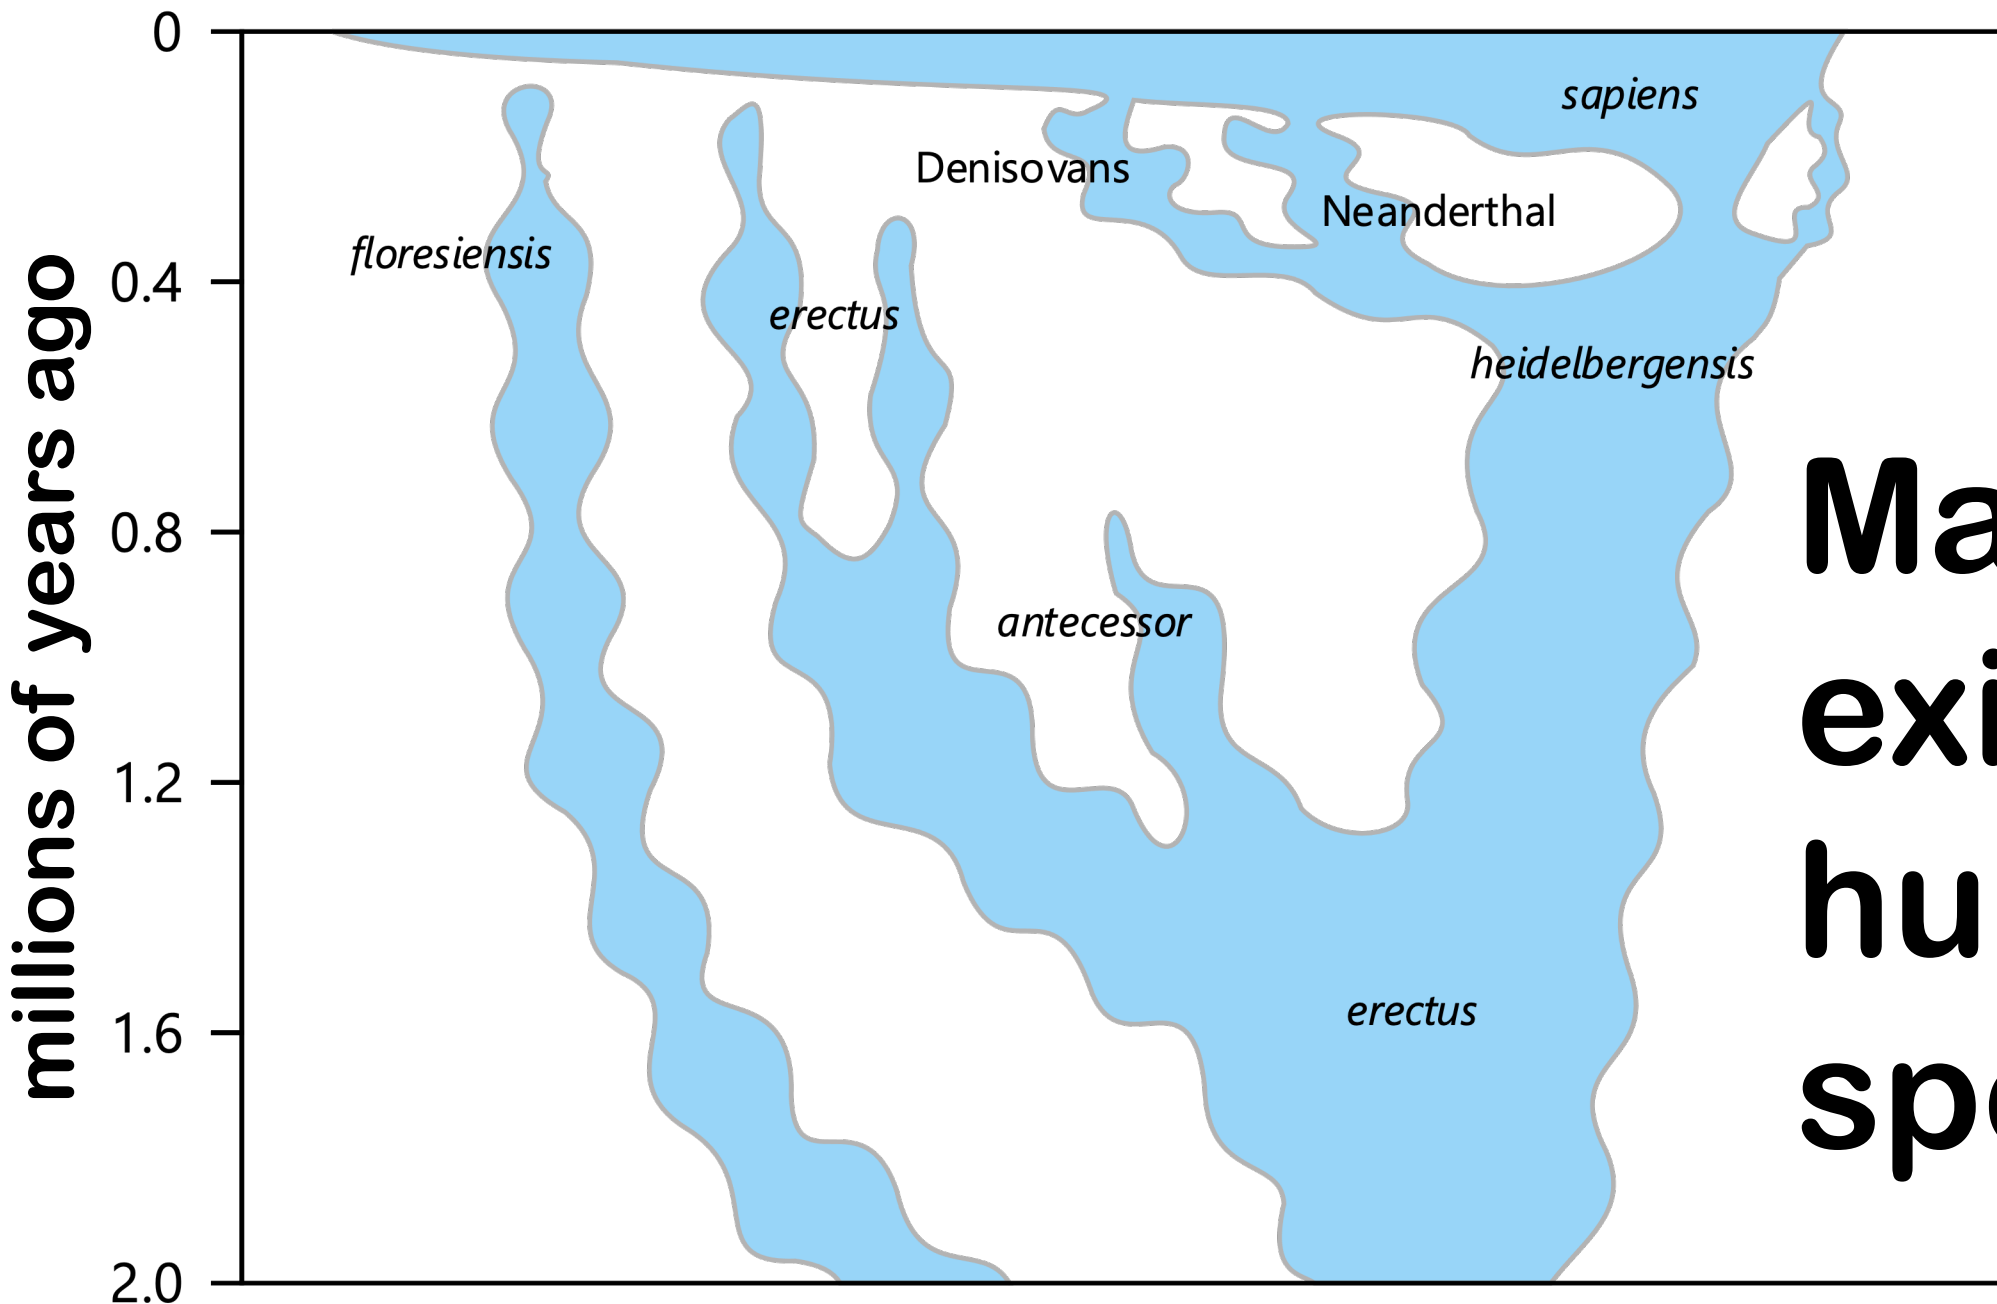 millions of years ago
0
0.4
0.8
1.2
1.6
2.0
sapiens
Denisovans
Neanderthal
floresiensis
erectus
heidelbergensis
antecessor
erectus
Ma
exi
hu
sp